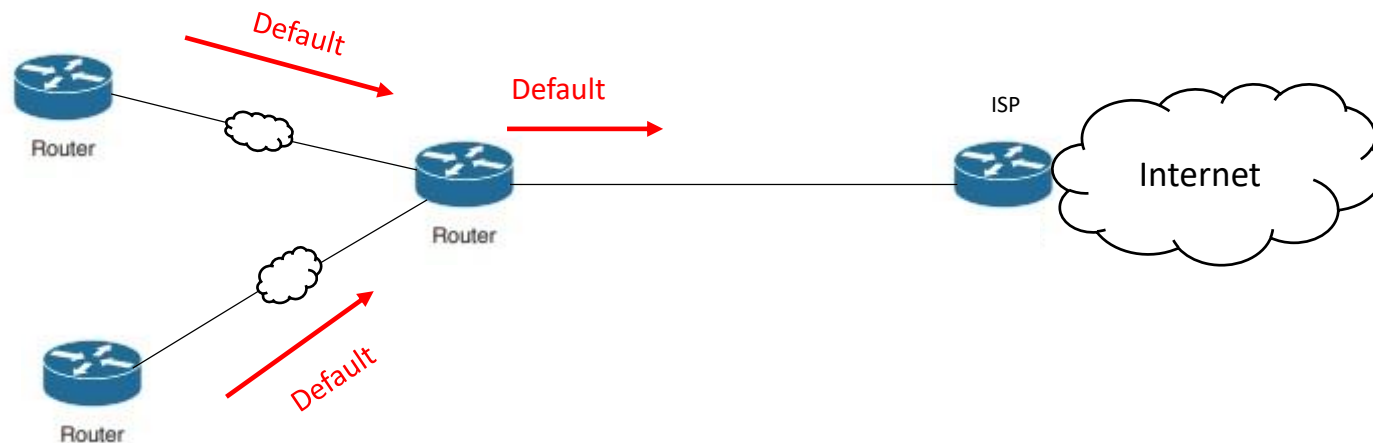 Default
Router
Default
ISP
Internet
Router
Default
Router